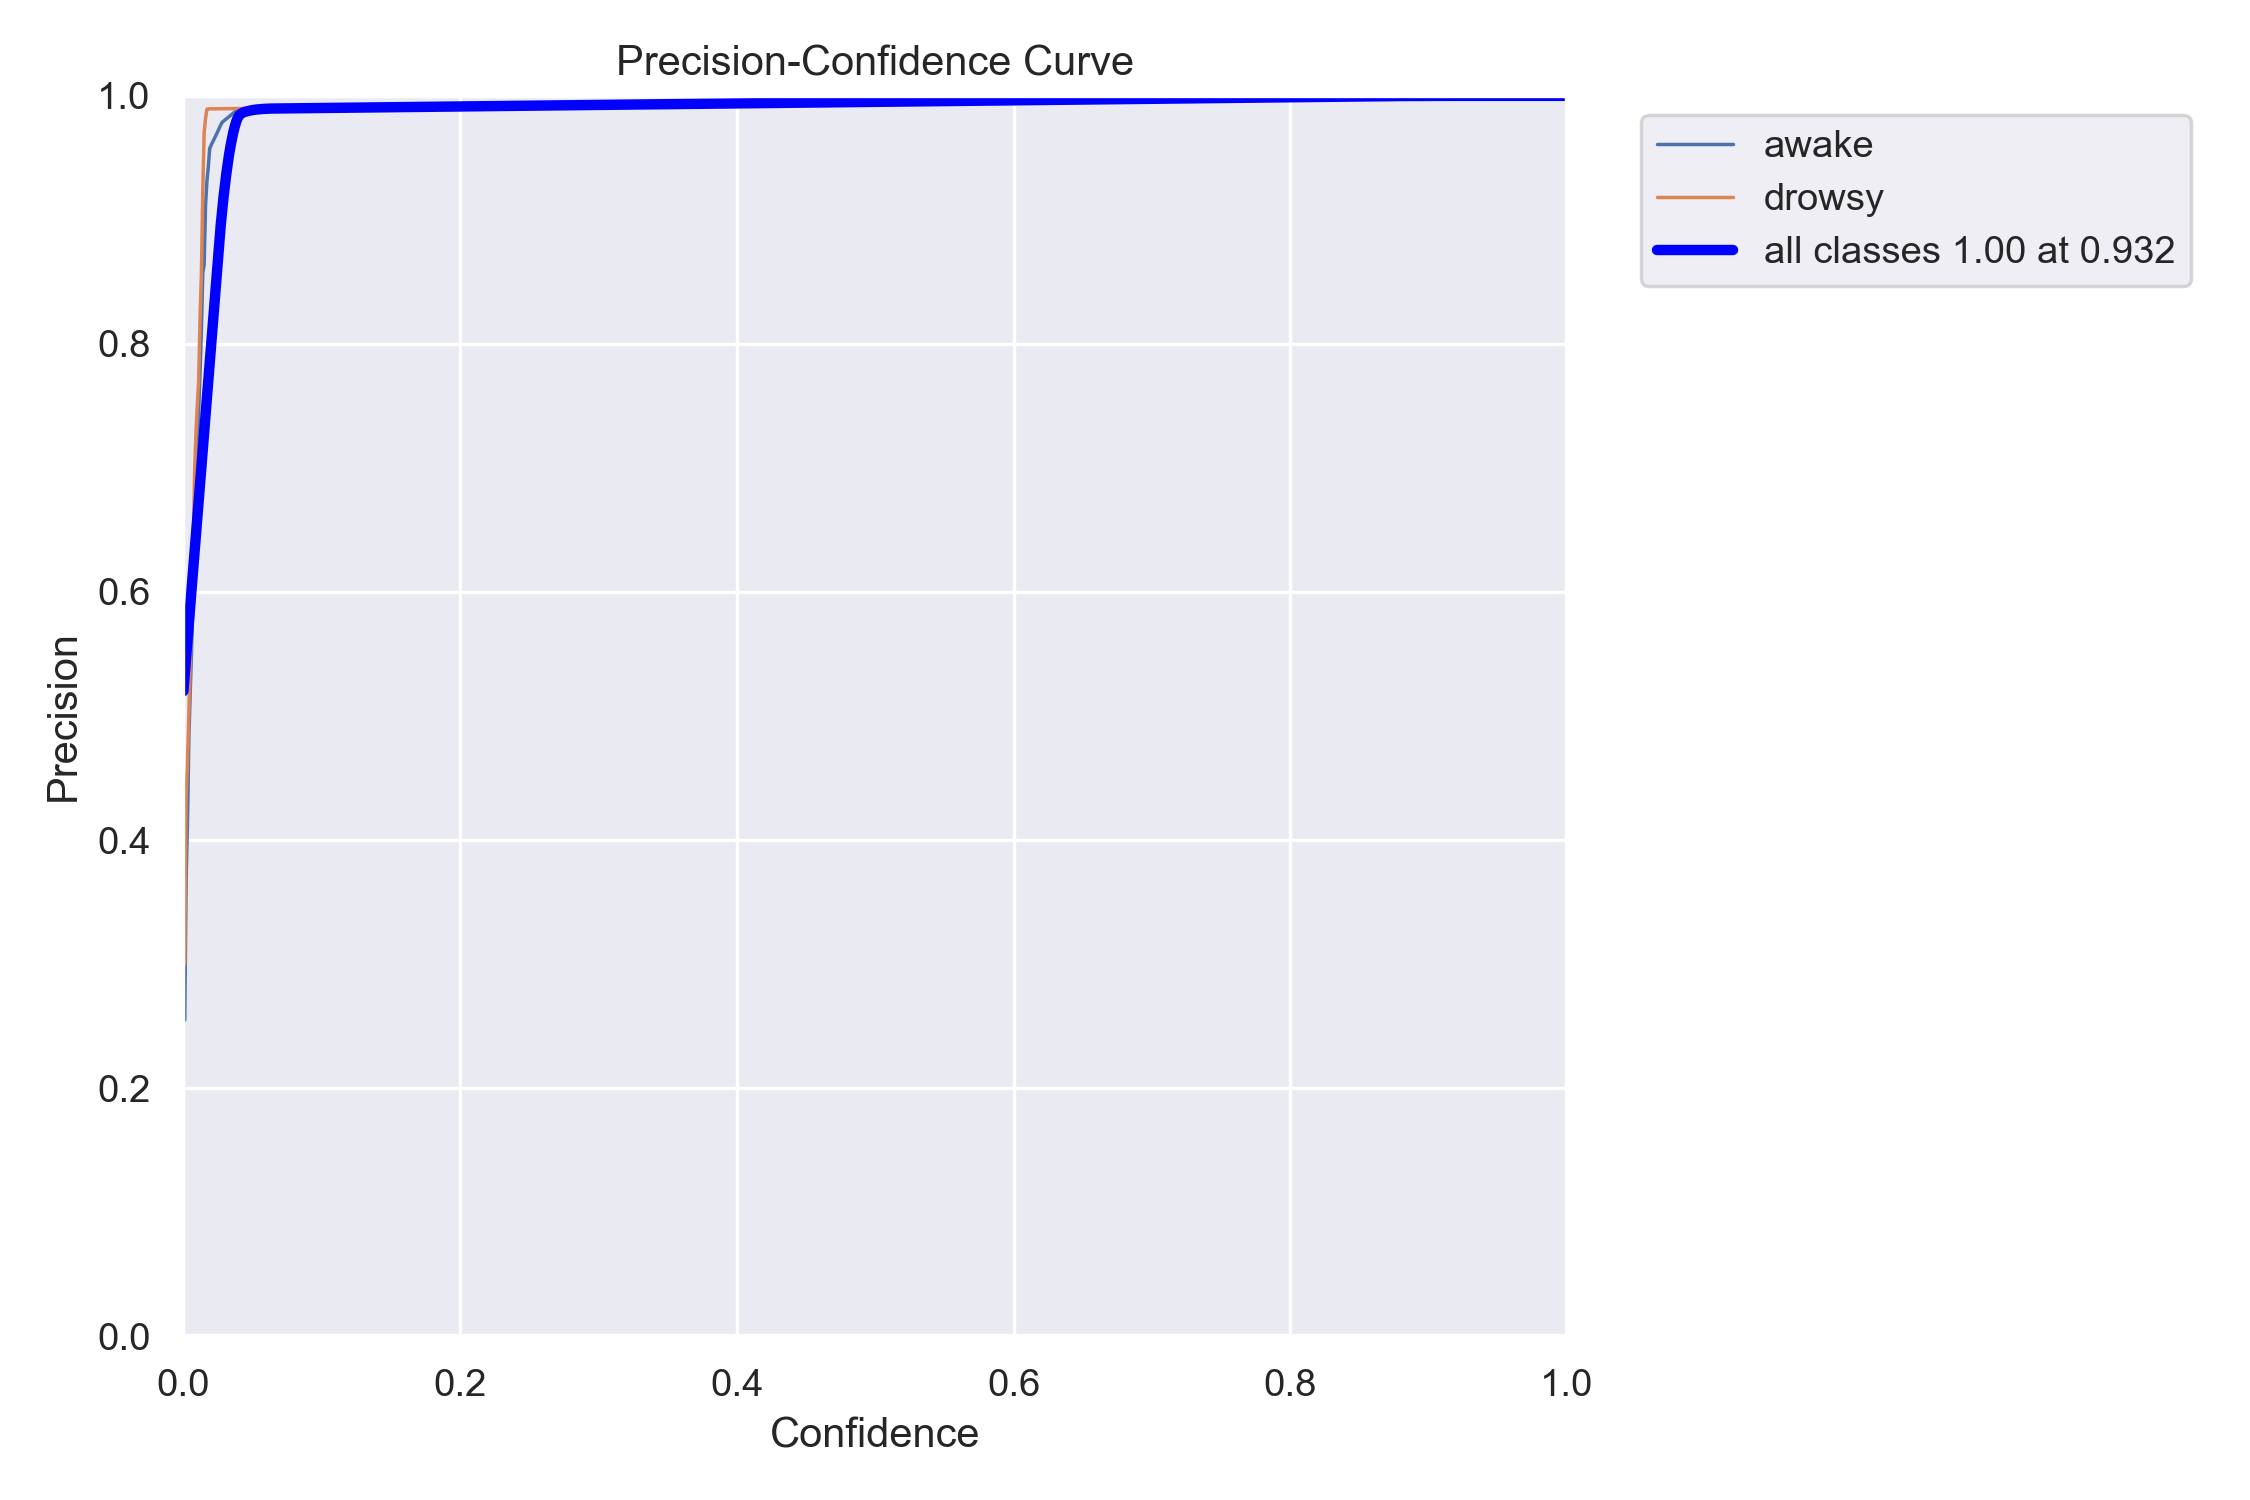 Precision-Confidence Curve
1.0
0.8
0.6
0.4
0.2
0.0
Precision
0.0 0.2 0.4 0.6 0.8 1.0
Confidence
awake
drowsy
all classes 1.00 at 0.932